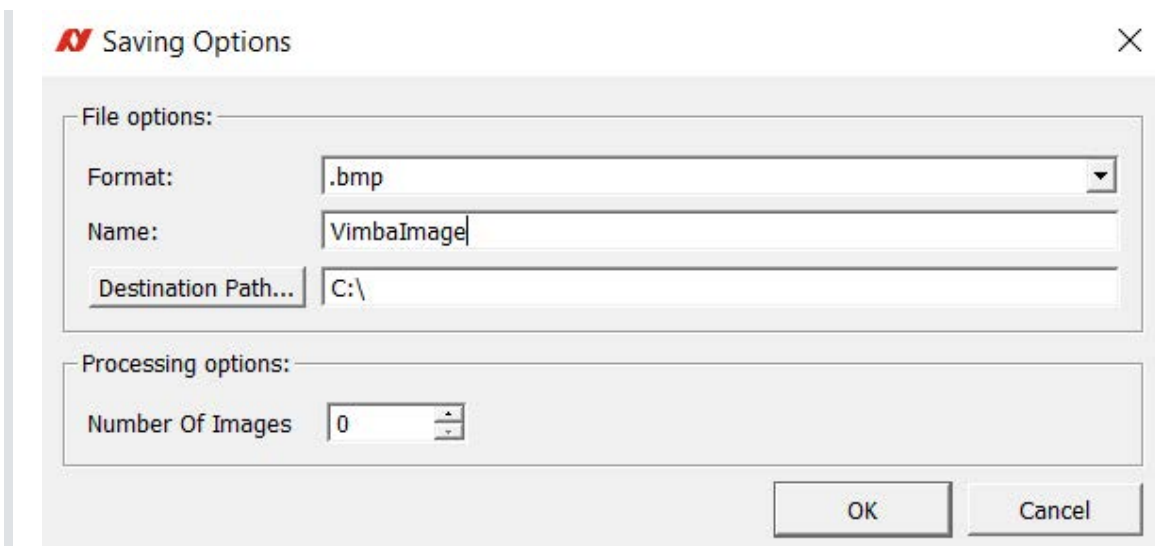 Saving Options
File options:
Format: .bmp
Name: VimbaImage
Destination Path... C:\
Processing options:
Number Of Images 0
OK Cancel